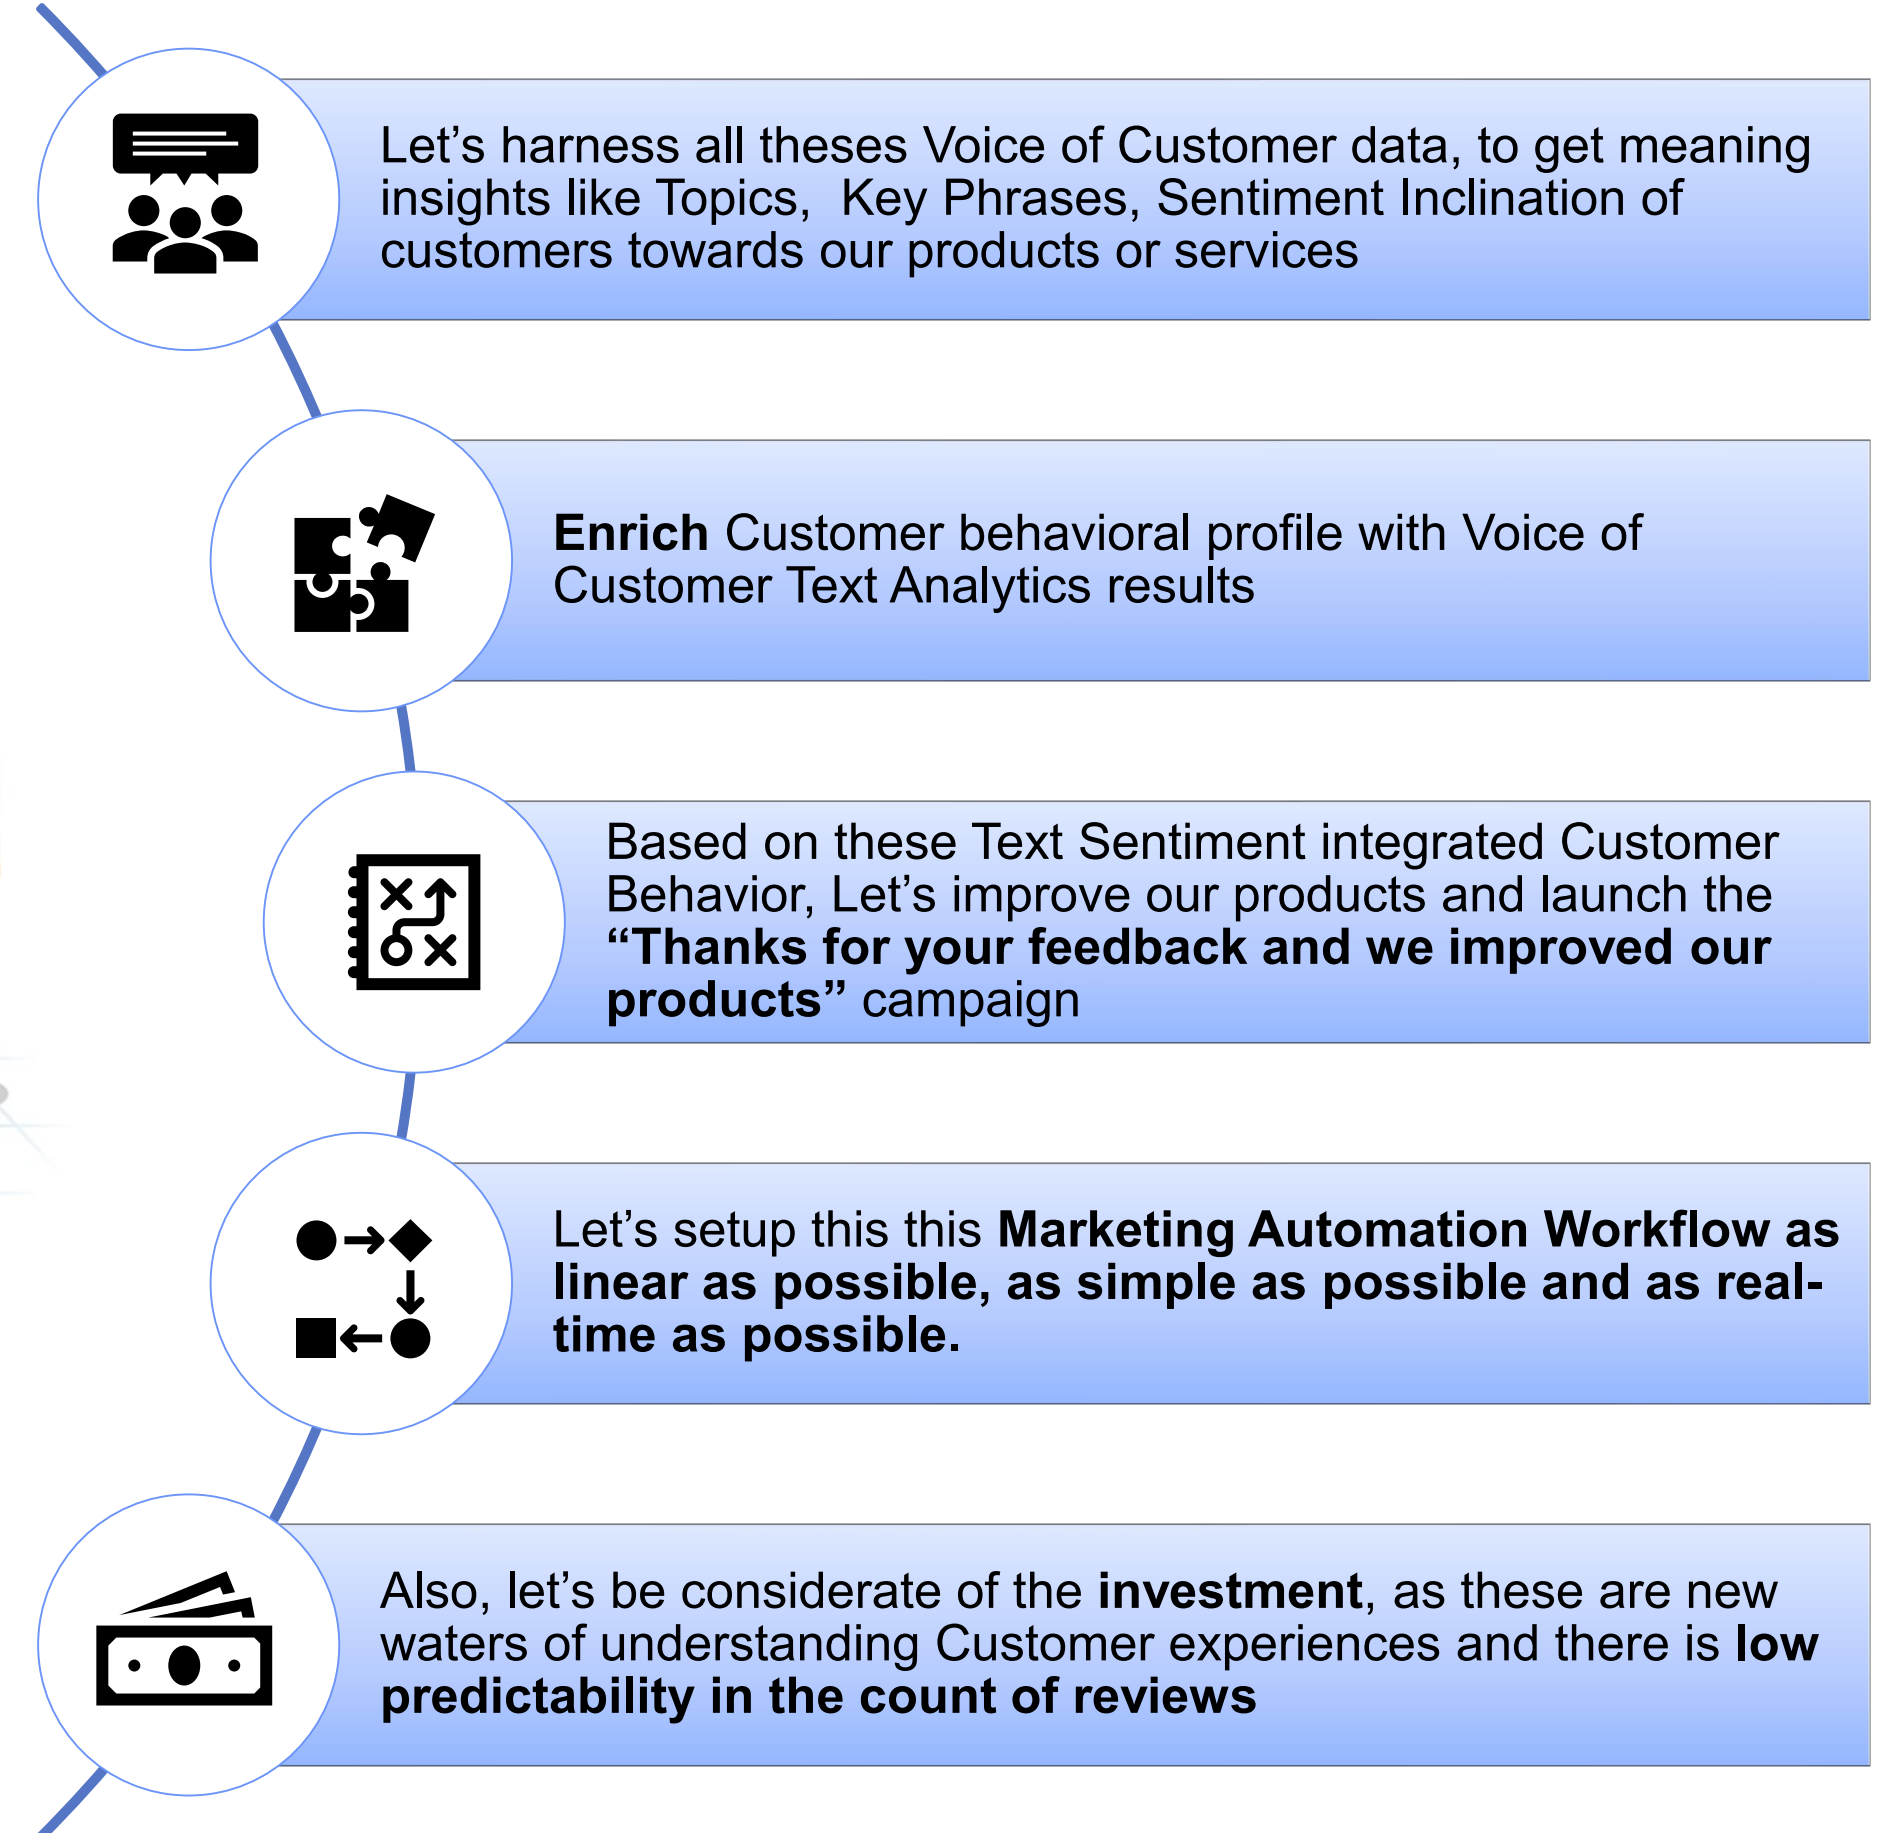 Let’s harness all theses Voice of Customer data, to get meaning
insights like Topics,  Key Phrases, Sentiment Inclination of
customers towards our products or services
Enrich Customer behavioral profile with Voice of
Customer Text Analytics results
Based on these Text Sentiment integrated Customer
Behavior, Let’s improve our products and launch the
“Thanks for your feedback and we improved our
products” campaign
Let’s setup this this Marketing Automation Workflow as
linear as possible, as simple as possible and as real-
time as possible.
Also, let’s be considerate of the investment, as these are new
waters of understanding Customer experiences and there is low
predictability in the count of reviews